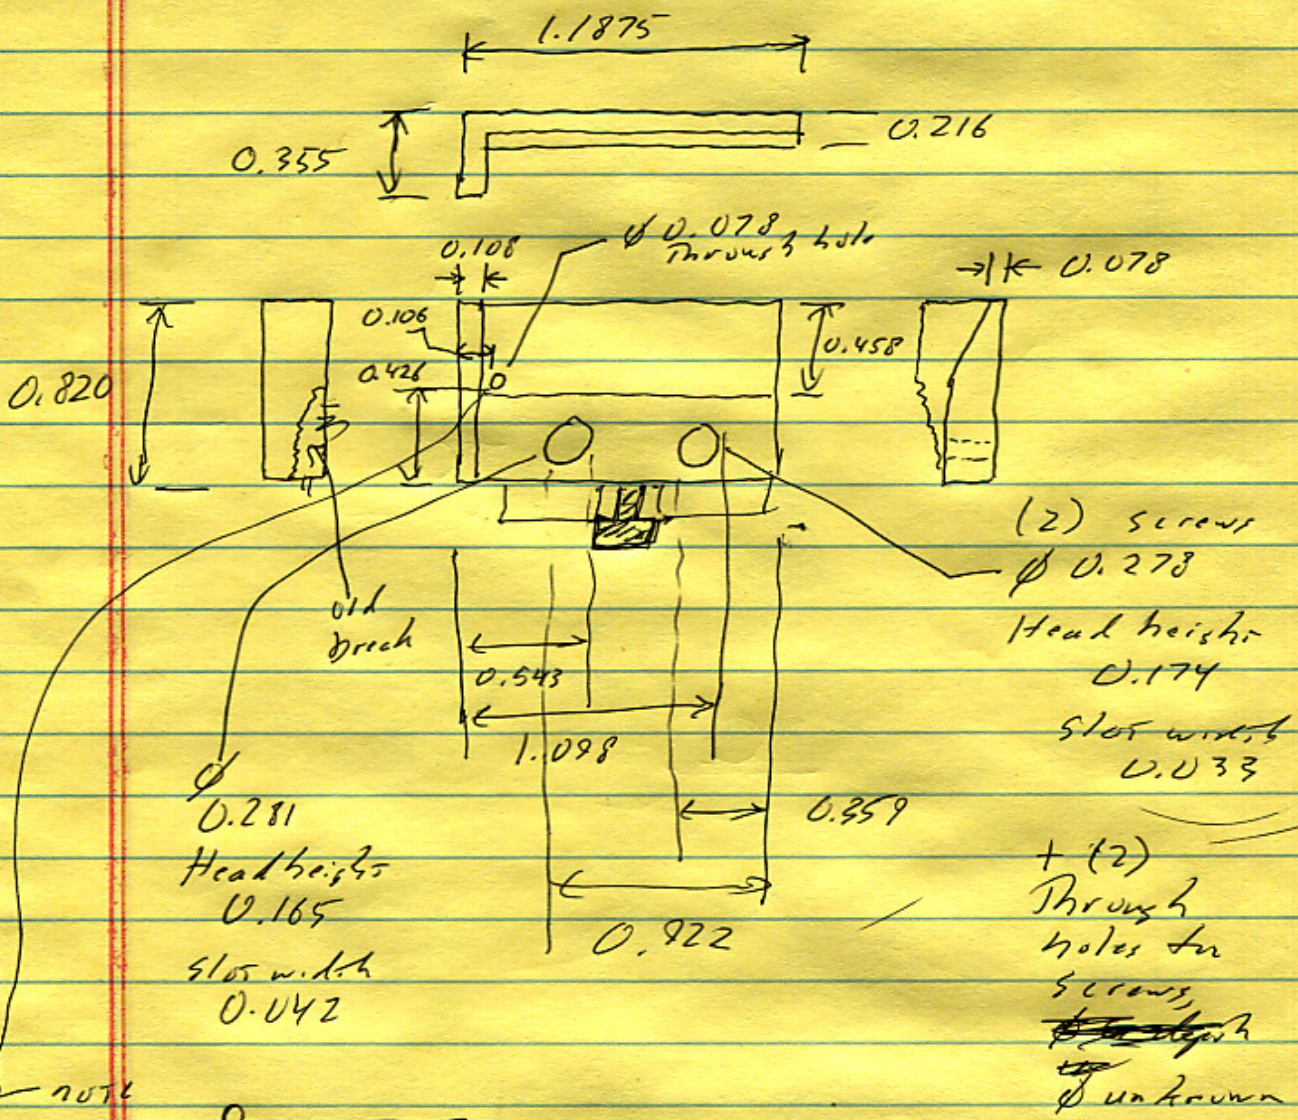 1.1875
0.216
0.355
0.108
ϕ 0.078
Through hole
0.078
0.106
0.458
0.426
0.820
(2) screws
ϕ 0.278
old
break
Head height
0.174
0.543
Slot width
0.033
1.098
ϕ
0.281
0.359
Head height
0.165
+ (2)
Through
holes for
screws,
0.922
Slot width
0.042
ϕ unknown
note